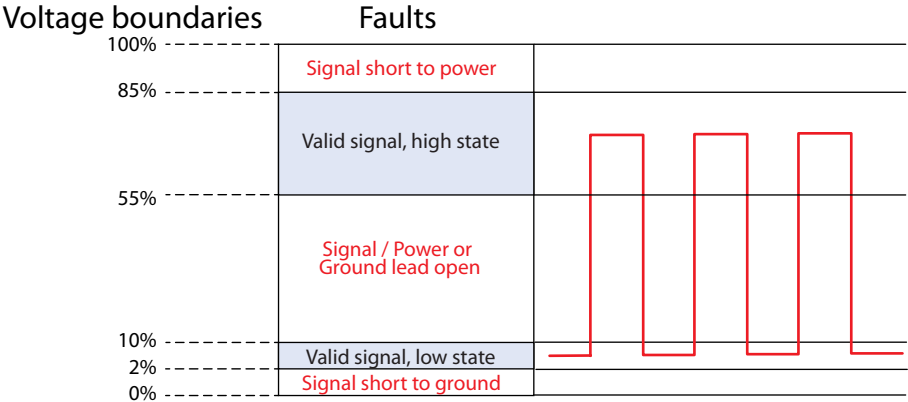 Voltage boundaries Faults
100%
Signal short to power
85%
Valid signal, high state
55%
Signal / Power or
Ground lead open
10%
Valid signal, low state
2%
Signal short to ground
0%